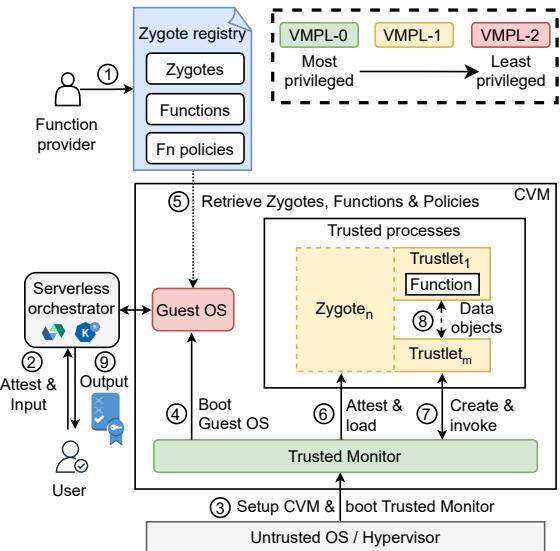 Zygote registry
Zygotes
Functions
Fn policies
①
Function
provider
VMPL-0
VMPL-1
VMPL-2
Most
privileged
Least
privileged
CVM
⑤ Retrieve Zygotes, Functions & Policies
Trusted processes
Zygoteₙ
Trustlet₁
Function
⑧ Data
objects
Trustletₘ
Serverless
orchestrator
K
Guest OS
②
Attest &
Input
⑨
Output
User
④ Boot
Guest OS
⑥ Attest &
load
⑦ Create &
invoke
Trusted Monitor
③ Setup CVM & boot Trusted Monitor
Untrusted OS / Hypervisor